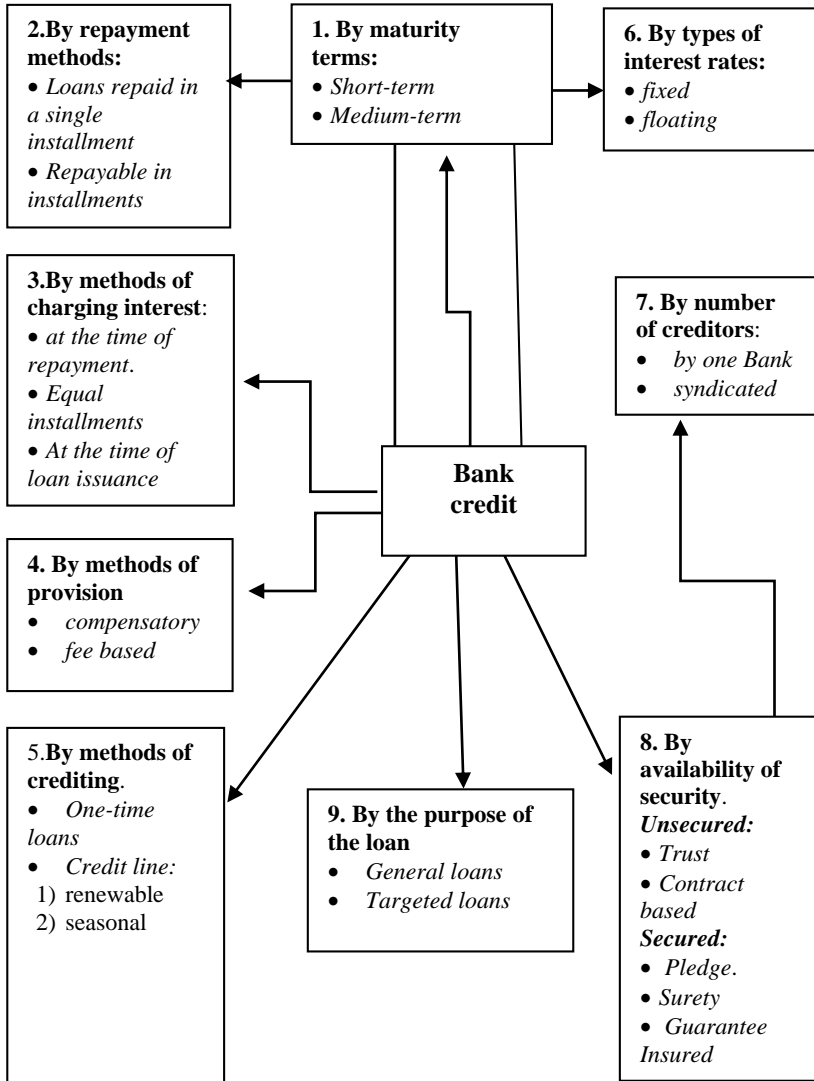 2.By repayment
methods:
• Loans repaid in
a single
installment
• Repayable in
installments
1. By maturity
terms:
• Short-term
• Medium-term
6. By types of
interest rates:
• fixed
• floating
3.By methods of
charging interest:
• at the time of
repayment.
• Equal
installments
• At the time of
loan issuance
7. By number
of creditors:
• by one Bank
• syndicated
Bank
credit
4. By methods of
provision
• compensatory
• fee based
5.By methods of
crediting.
• One-time
loans
• Credit line:
1) renewable
2) seasonal
9. By the purpose of
the loan
• General loans
• Targeted loans
8. By
availability of
security.
Unsecured:
• Trust
• Contract
based
Secured:
• Pledge.
• Surety
• Guarantee
Insured